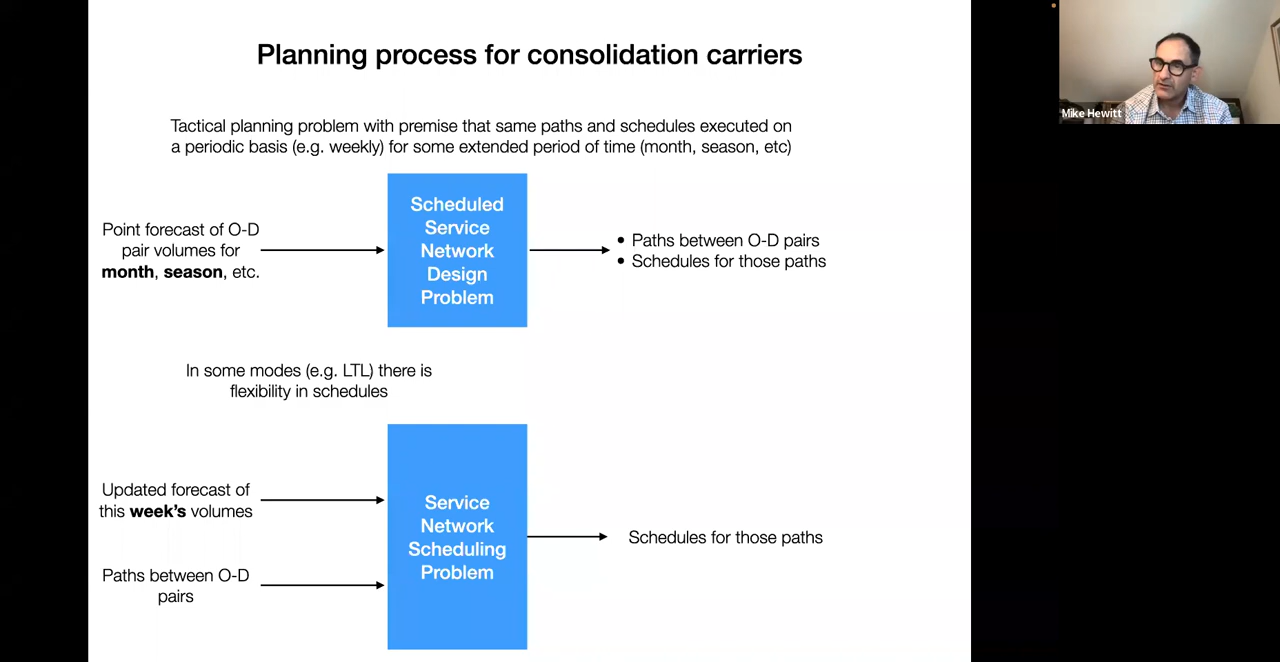 Planning process for consolidation carriers
Mike Hewitt
Tactical planning problem with premise that same paths and schedules executed on
a periodic basis (e.g. weekly) for some extended period of time (month, season, etc)
Point forecast of O-D
pair volumes for
month, season, etc.
Scheduled
Service
Network
Design
Problem
• Paths between O-D pairs
• Schedules for those paths
In some modes (e.g. LTL) there is
flexibility in schedules
Updated forecast of
this week's volumes
Paths between O-D
pairs
Service
Network
Scheduling
Problem
Schedules for those paths